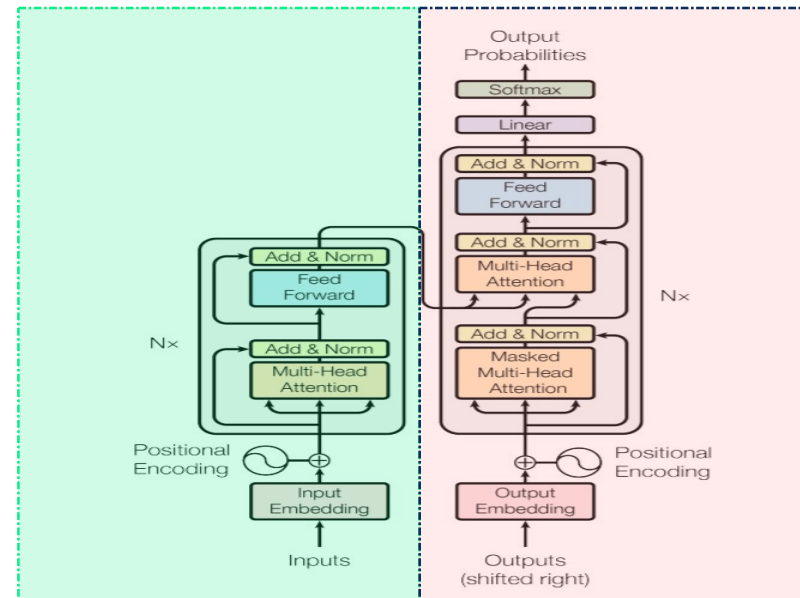 Output
Probabilities
Softmax
Linear
Add & Norm
Feed
Forward
Add & Norm
Multi-Head
Attention
Add & Norm
Masked
Multi-Head
Attention
Nx
Positional
Encoding
Output
Embedding
Outputs
(shifted right)
Add & Norm
Feed
Forward
Add & Norm
Multi-Head
Attention
Nx
Positional
Encoding
Input
Embedding
Inputs